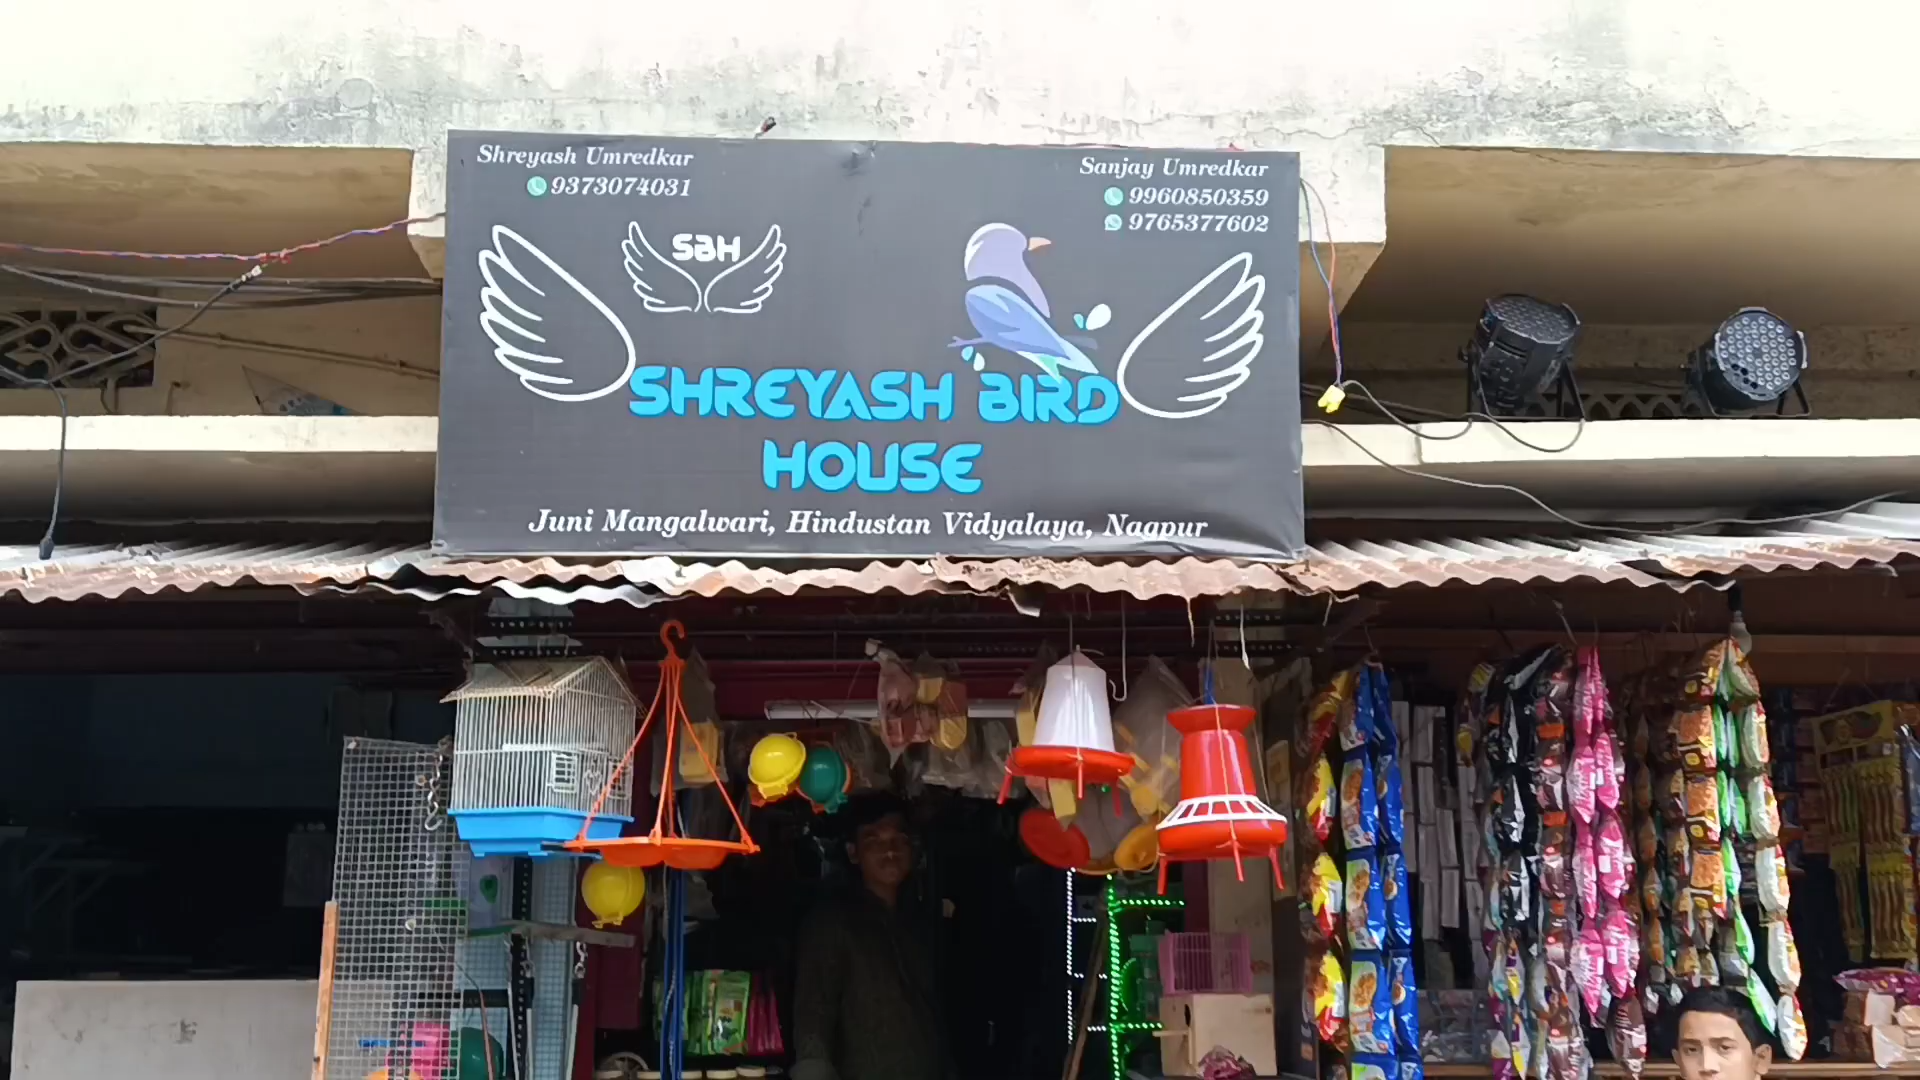 Shreyash Umredkar
9373074031
Sanjay Umredkar
9960850359
9765377602
SBH
SHREYASH BIRD
HOUSE
Juni Mangalwari, Hindustan Vidyalaya, Nagpur